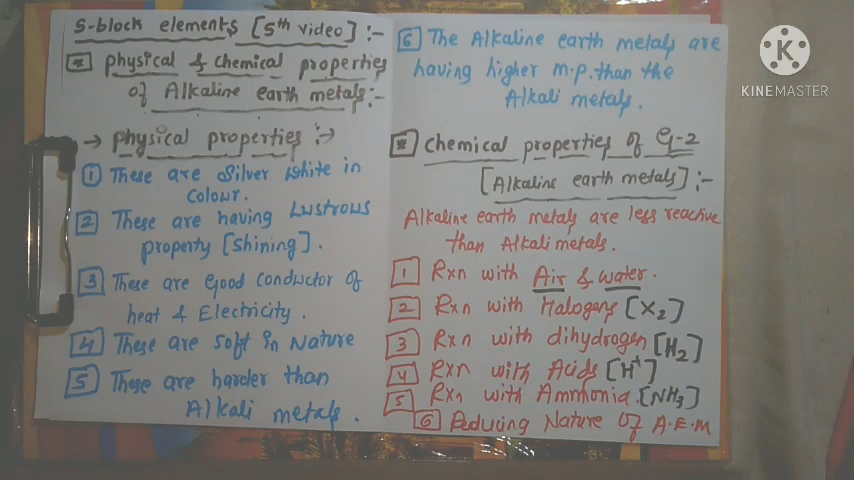 S-block elements [5th video] :-
* physical & chemical properties
of Alkaline earth metals:-
→ physical properties :→
1 These are Silver white in
colour.
2 These are having Lustrows
property [shining].
3 These are Good conductor of
heat & Electricity.
4 These are soft in Nature
5 These are harder than
Alkali metals.
6 The Alkaline earth metals are
having higher m.p. than the
Alkali metals.
* Chemical properties of G-2
[Alkaline earth metals] :-
Alkaline earth metals are less reactive
than Alkali metals.
1 Rxn with Air & water.
2 Rxn with Halogens [X2]
3 Rxn with dihydrogen [H2]
4 Rxn with Acids [H+]
5 Rxn with Ammonia [NH3]
6 Reducing Nature Of A.E.M
K
KINEMASTER